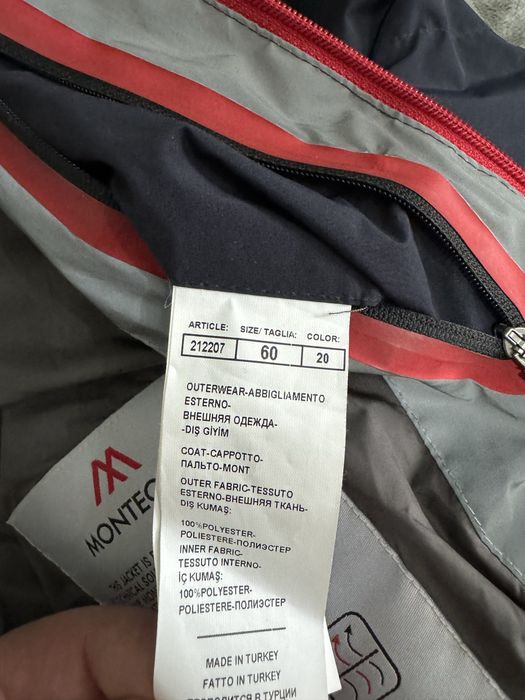 ARTICLE: SIZE/ TAGLIA: COLOR:
212207 60 20
OUTERWEAR-ABBIGLIAMENTO
ESTERNO-
ВНЕШНЯЯ ОДЕЖДА-
-DIŞ GİYİM
COAT-CAPPOTTO-
ПАЛЬТО-MONT
OUTER FABRIC-TESSUTO
ESTERNO-ВНЕШНЯЯ ТКАНЬ-
DIŞ KUMAŞ:
100%POLYESTER-
POLIESTERE-ПОЛИЭСТЕР
INNER FABRIC-
TESSUTO INTERNO-
İÇ KUMAŞ:
100%POLYESTER-
POLIESTERE-ПОЛИЭСТЕР
MADE IN TURKEY
FATTO IN TURKEY
MONTEC
JACKET IS